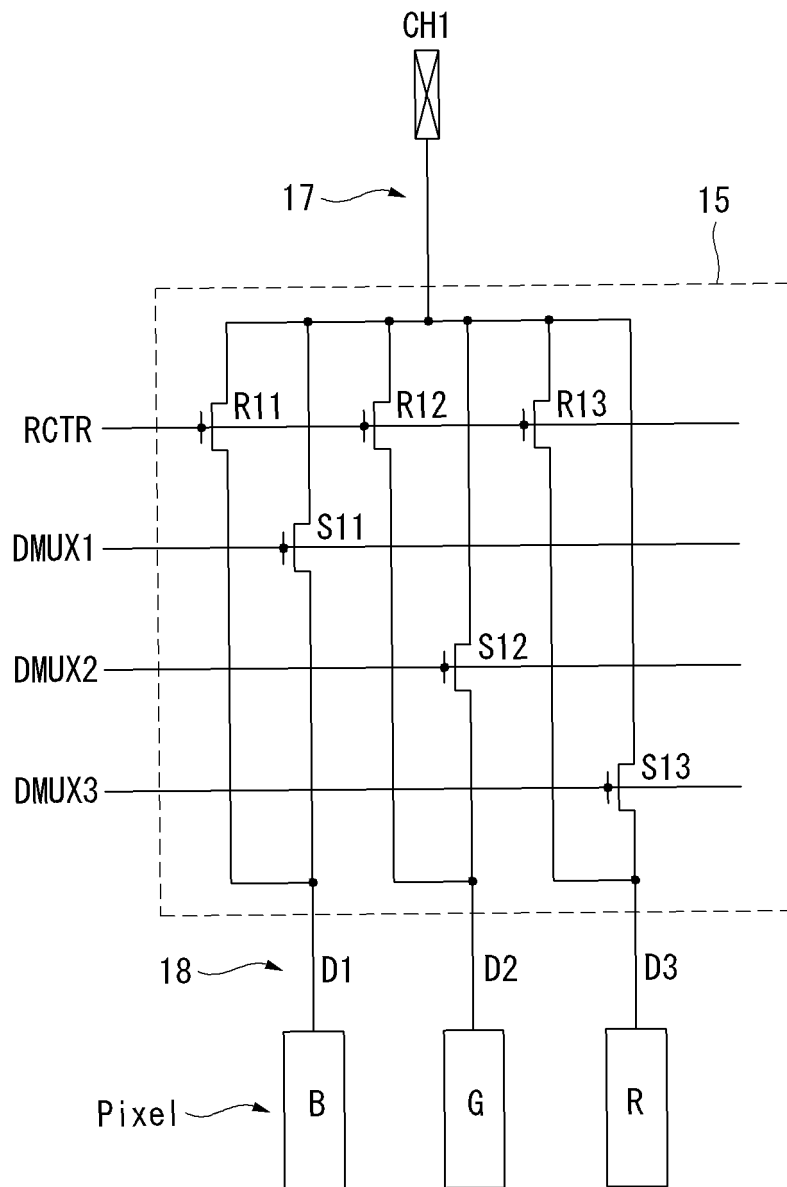 CH1
17
15
RCTR
R11
R12
R13
DMUX1
S11
DMUX2
S12
DMUX3
S13
18
D1
D2
D3
Pixel
B
G
R